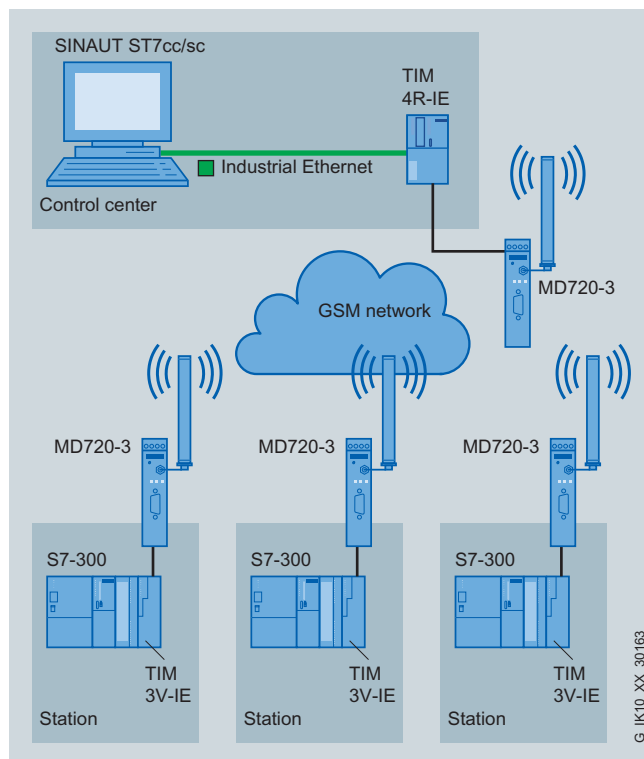 SINAUT ST7cc/sc
TIM
4R-IE
Industrial Ethernet
Control center
MD720-3
GSM network
MD720-3
MD720-3
MD720-3
S7-300
S7-300
S7-300
TIM
3V-IE
TIM
3V-IE
TIM
3V-IE
Station
Station
Station
G_IK10_XX_30163